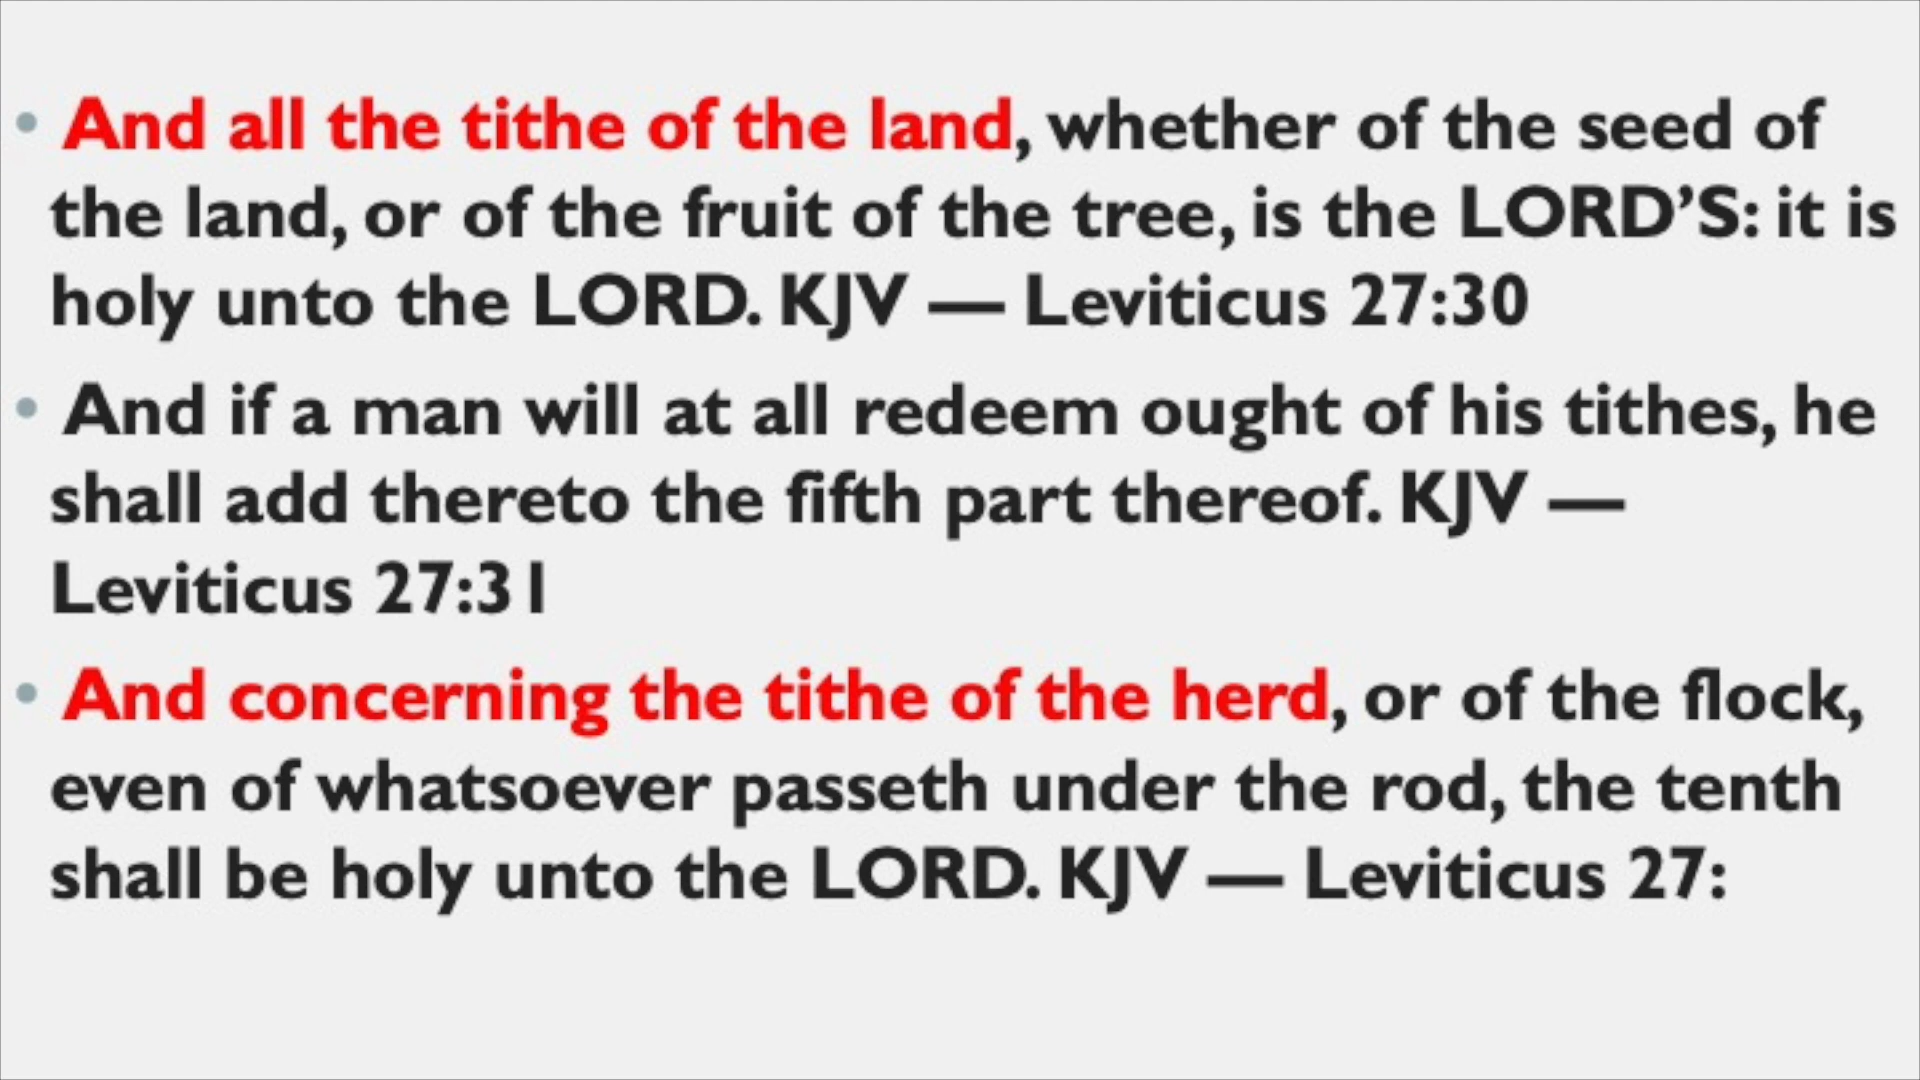 • And all the tithe of the land, whether of the seed of
the land, or of the fruit of the tree, is the LORD’S: it is
holy unto the LORD. KJV — Leviticus 27:30
• And if a man will at all redeem ought of his tithes, he
shall add thereto the fifth part thereof. KJV —
Leviticus 27:31
• And concerning the tithe of the herd, or of the flock,
even of whatsoever passeth under the rod, the tenth
shall be holy unto the LORD. KJV — Leviticus 27: